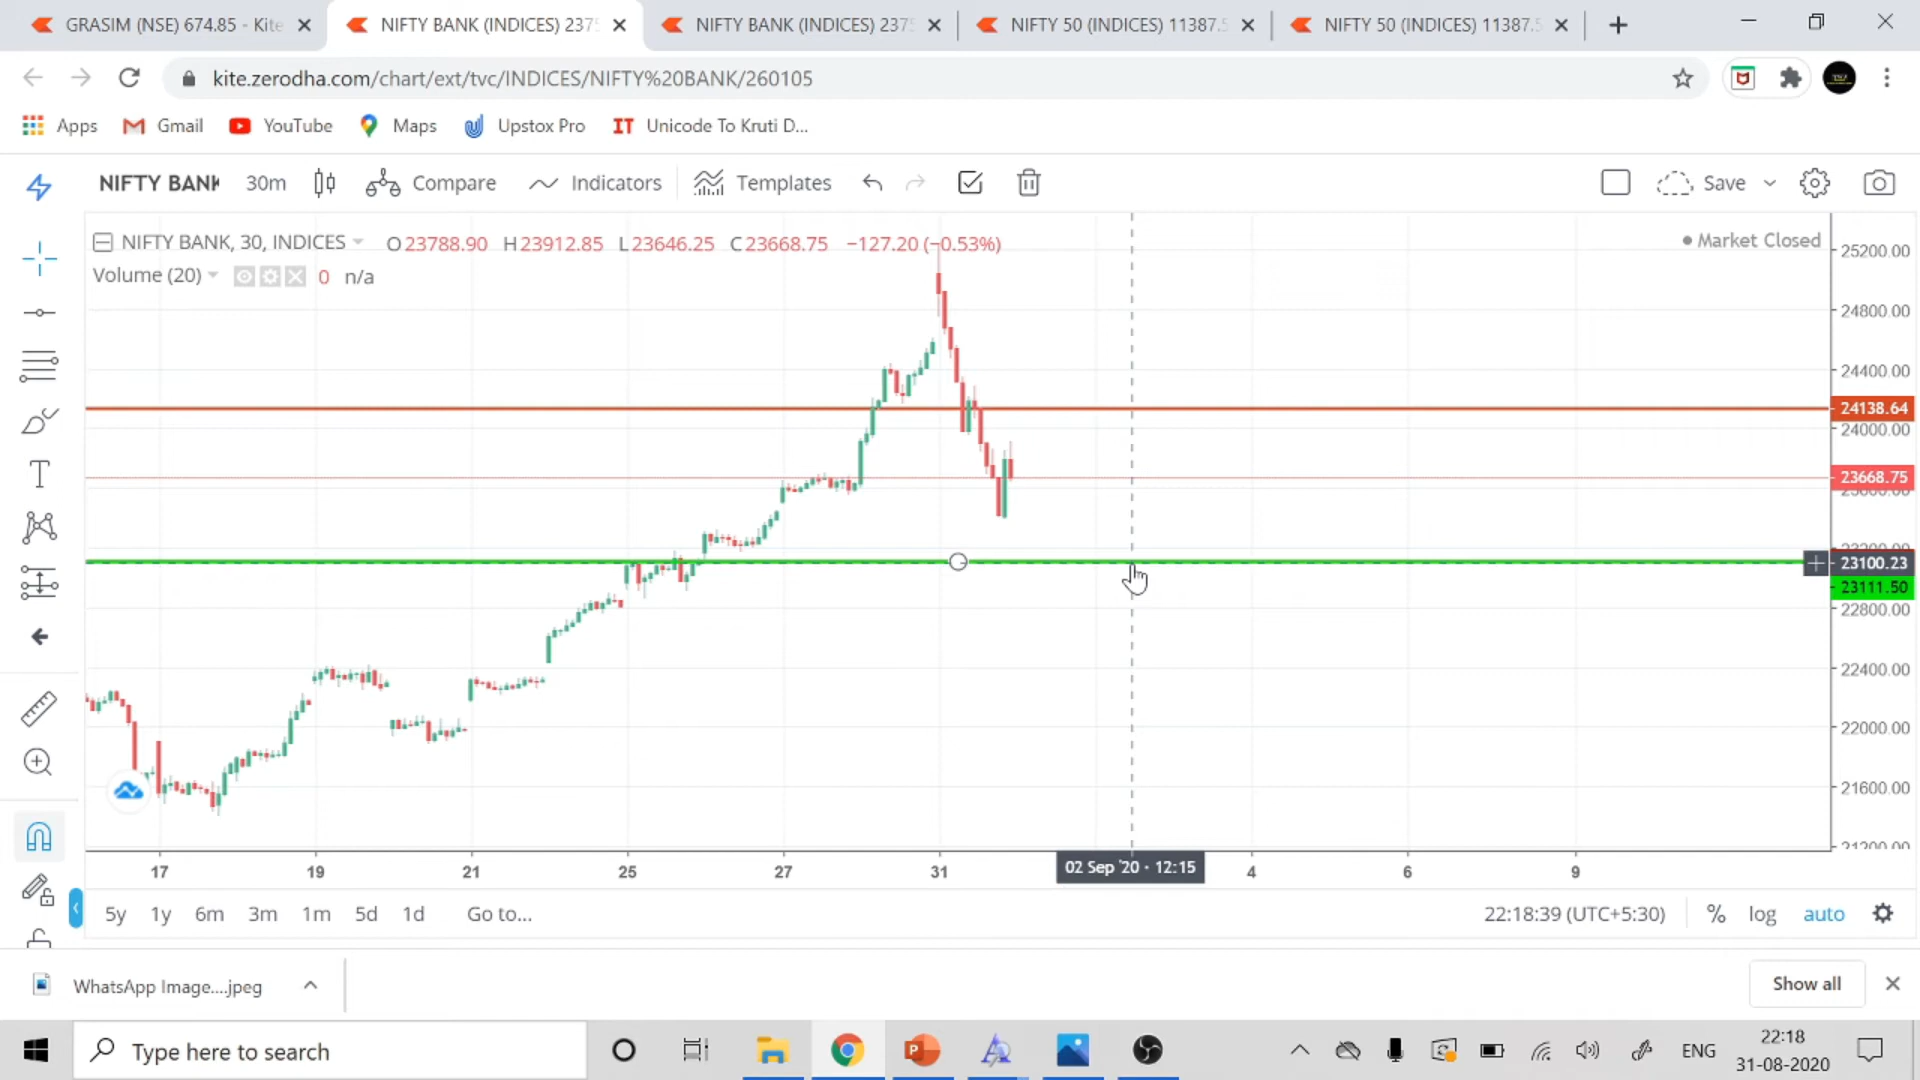 GRASIM (NSE) 674.85 - Kite
NIFTY BANK (INDICES) 2375
NIFTY BANK (INDICES) 2375
NIFTY 50 (INDICES) 11387.5
NIFTY 50 (INDICES) 11387.5
kite.zerodha.com/chart/ext/tvc/INDICES/NIFTY%20BANK/260105
Apps
Gmail
YouTube
Maps
Upstox Pro
IT Unicode To Kruti D...
NIFTY BANK
30m
Compare
Indicators
Templates
Save
NIFTY BANK, 30, INDICES
O23788.90 H23912.85 L23646.25 C23668.75 −127.20 (−0.53%)
Market Closed
Volume (20)
0 n/a
25200.00
24800.00
24400.00
24138.64
24000.00
23668.75
23100.23
23111.50
22800.00
22400.00
22000.00
21600.00
17
19
21
25
27
31
02 Sep '20 · 12:15
4
6
9
5y
1y
6m
3m
1m
5d
1d
Go to...
22:18:39 (UTC+5:30)
%
log
auto
WhatsApp Image....jpeg
Show all
Type here to search
ENG
22:18
31-08-2020